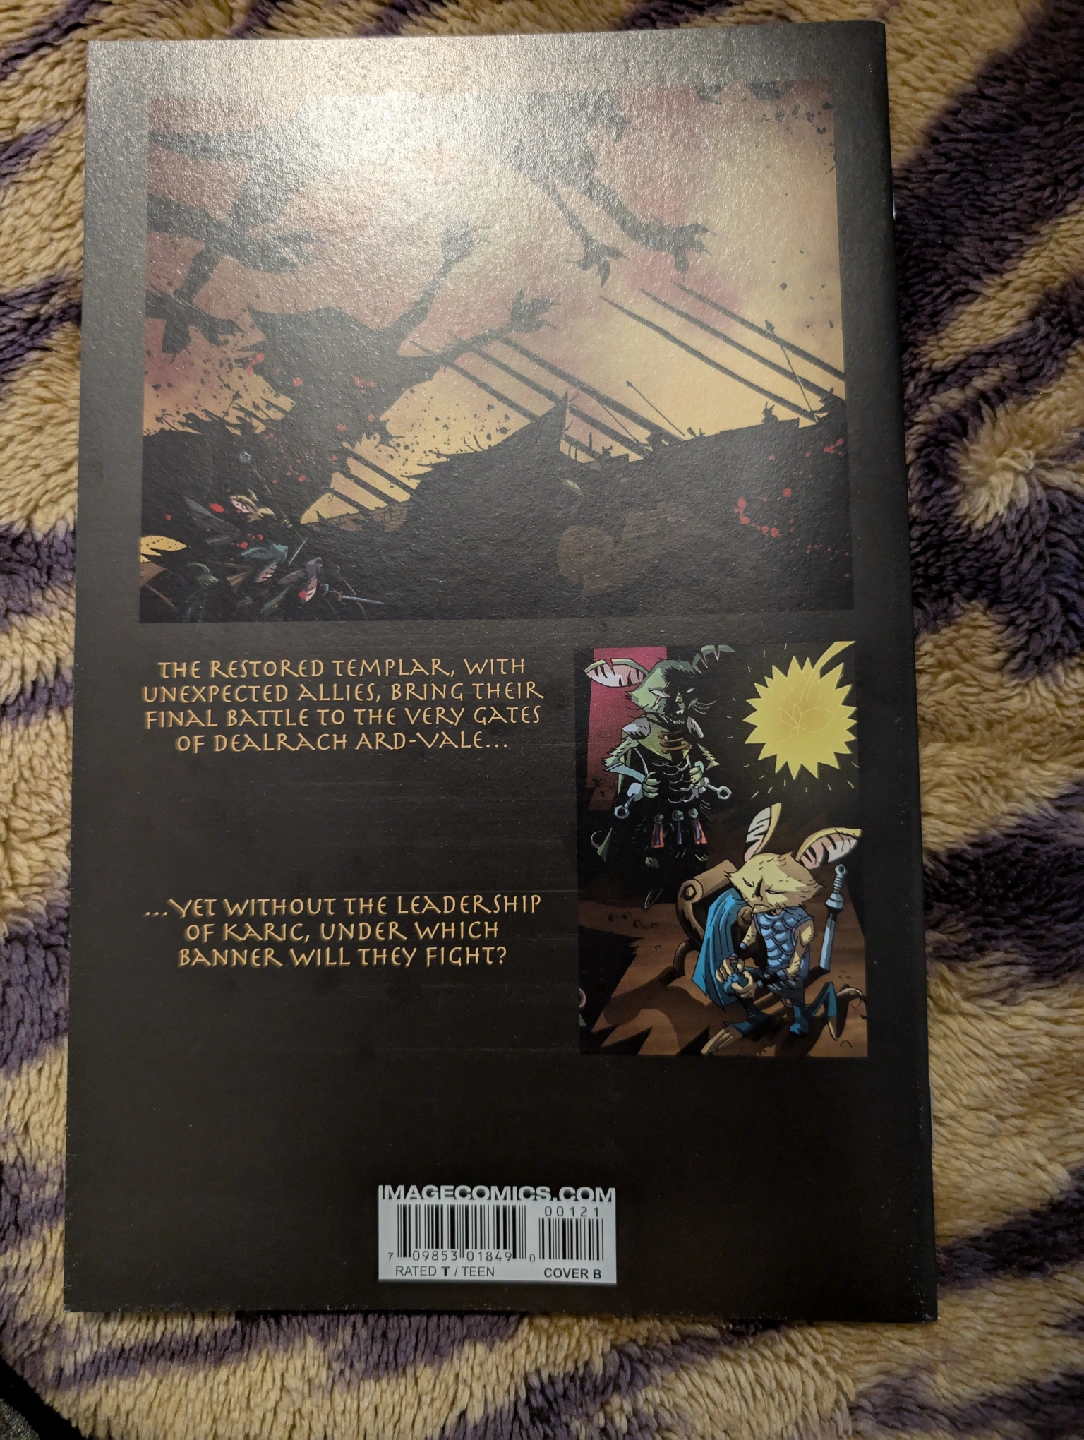 THE RESTORED TEMPLAR, WITH
UNEXPECTED ALLIES, BRING THEIR
FINAL BATTLE TO THE VERY GATES
OF DEALRACH ARD-VALE...
...YET WITHOUT THE LEADERSHIP
OF KARIC, UNDER WHICH
BANNER WILL THEY FIGHT?
IMAGECOMICS.COM
00121
7 09853 01849 0
RATED T / TEEN COVER B